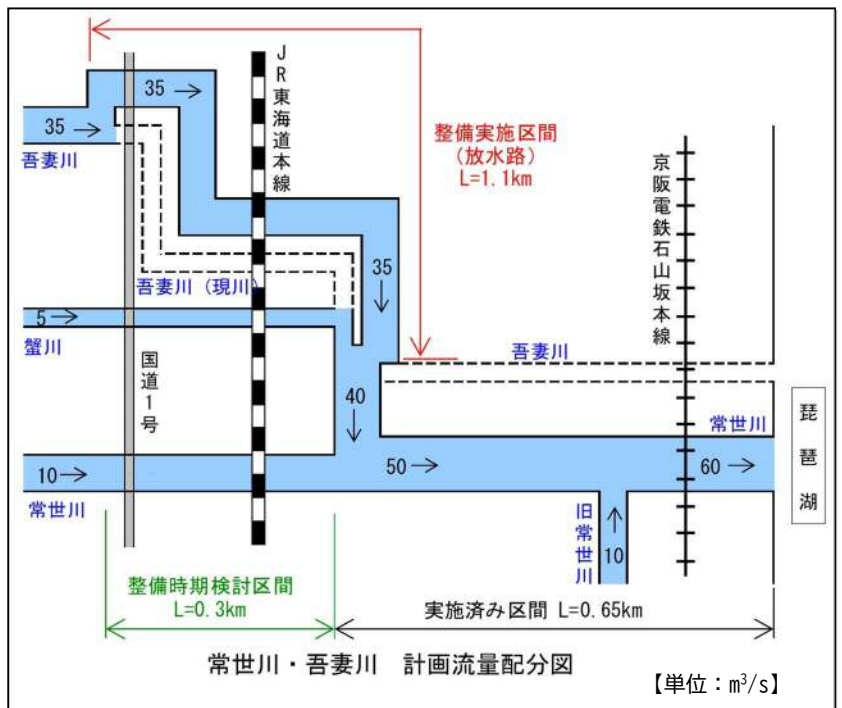 JR東海道本線
35→
35→
吾妻川
整備実施区間
(放水路)
L=1.1km
京阪電鉄石山坂本線
35
↓
吾妻川（現川）
5→
蟹川
国道1号
吾妻川
40
↓
常世川
琵琶湖
10→
50→
60→
常世川
旧常世川
↑
10
整備時期検討区間
L=0.3km
実施済み区間 L=0.65km
常世川・吾妻川　計画流量配分図
【単位：m³/s】